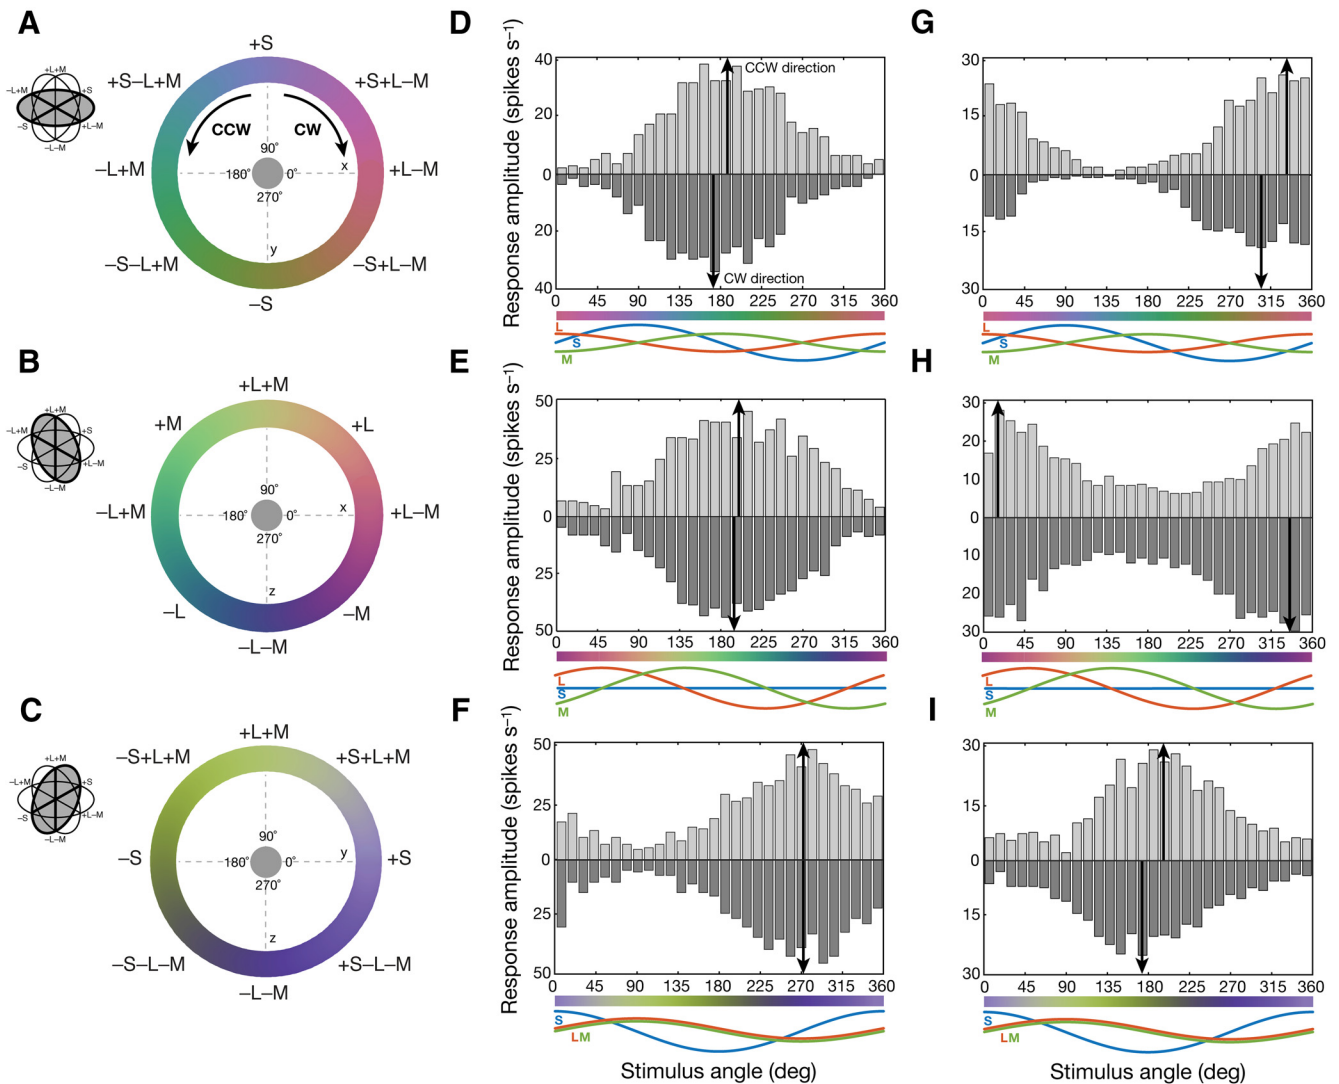 A
+S
+S–L+M
+S+L–M
–L+M
+L–M
–S–L+M
–S+L–M
–S
CCW
CW
90°
180°
0°
270°
x
y
+L+M
–L+M
+S
–S
+L–M
–L–M
B
+L+M
+M
+L
–L+M
+L–M
–L
–M
–L–M
90°
180°
0°
270°
x
z
+L+M
–L+M
+S
–S
+L–M
–L–M
C
+L+M
–S+L+M
+S+L+M
–S
+S
–S–L–M
+S–L–M
–L–M
90°
180°
0°
270°
y
z
+L+M
–L+M
+S
–S
+L–M
–L–M
D
Response amplitude (spikes s⁻¹)
40
20
0
20
40
CCW direction
CW direction
0 45 90 135 180 225 270 315 360
L
S
M
E
Response amplitude (spikes s⁻¹)
50
25
0
25
50
0 45 90 135 180 225 270 315 360
L
S
M
F
Response amplitude (spikes s⁻¹)
50
25
0
25
50
0 45 90 135 180 225 270 315 360
S
LM
Stimulus angle (deg)
G
30
15
0
15
30
0 45 90 135 180 225 270 315 360
L
S
M
H
30
20
10
0
10
20
30
0 45 90 135 180 225 270 315 360
L
S
M
I
30
15
0
15
30
0 45 90 135 180 225 270 315 360
S
LM
Stimulus angle (deg)